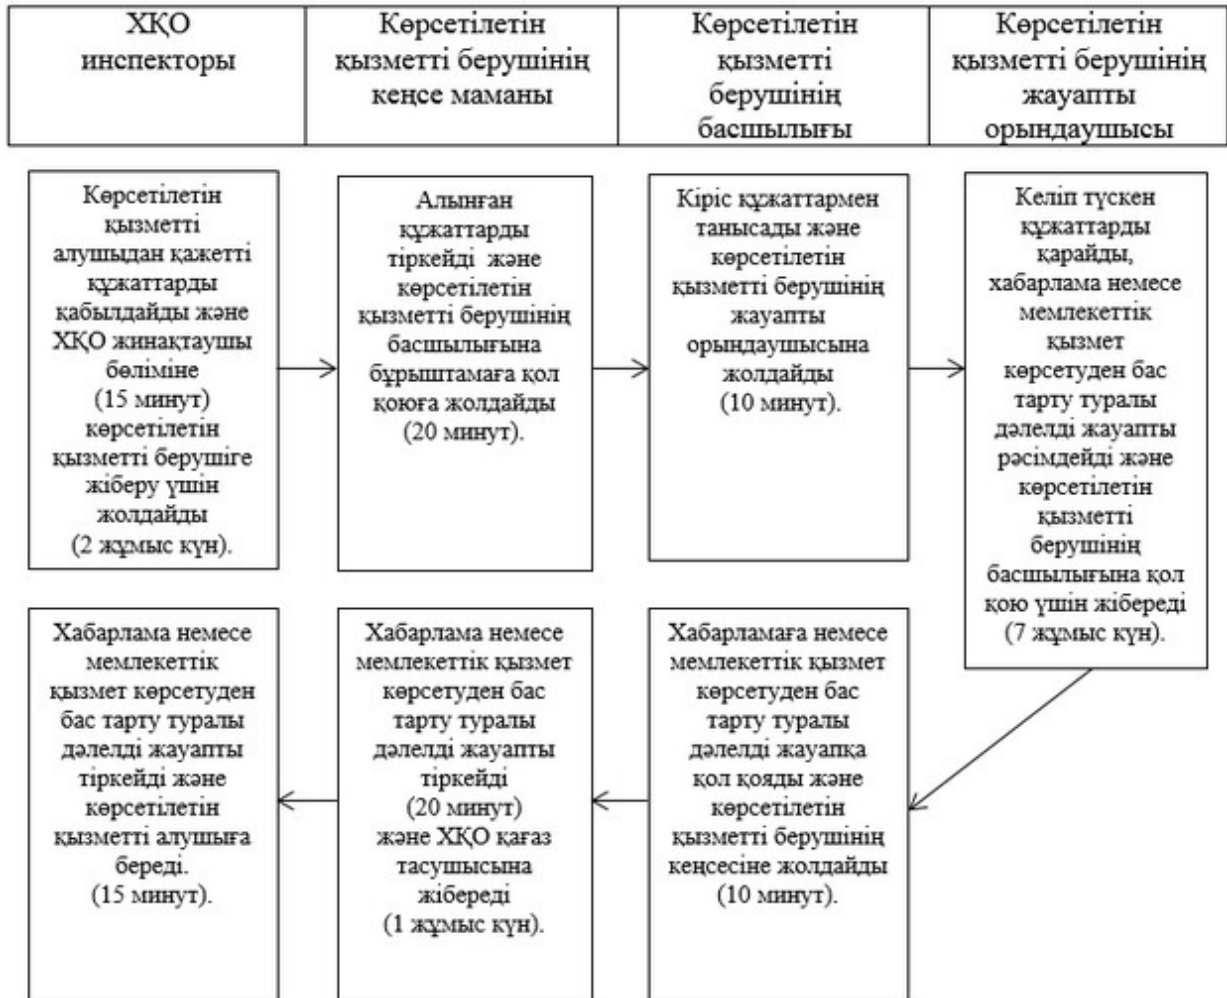 ХҚО
инспекторы
Көрсетілетін
қызметті берушінің
кеңсе маманы
Көрсетілетін
қызметті
берушінің
басшылығы
Көрсетілетін
қызметті берушінің
жауапты
орындаушысы
Көрсетілетін
қызметті
алушыдан қажетті
құжаттарды
қабылдайды және
ХҚО жинақтаушы
бөліміне
(15 минут)
көрсетілетін
қызметті берушіге
жіберу үшін
жолдайды
(2 жұмыс күн).
Алынған
құжаттарды
тіркейді және
көрсетілетін
қызметті берушінің
басшылығына
бұрыштамаға қол
қоюға жолдайды
(20 минут).
Кіріс құжаттармен
танысады және
көрсетілетін
қызметті берушінің
жауапты
орындаушысына
жолдайды
(10 минут).
Келіп түскен
құжаттарды
қарайды,
хабарлама немесе
мемлекеттік
қызмет
көрсетуден бас
тарту туралы
дәлелді жауапты
рәсімдейді және
көрсетілетін
қызметті
берушінің
басшылығына қол
қою үшін жібереді
(7 жұмыс күн).
Хабарлама немесе
мемлекеттік
қызмет көрсетуден
бас тарту туралы
дәлелді жауапты
тіркейді және
көрсетілетін
қызметті алушыға
береді.
(15 минут).
Хабарлама немесе
мемлекеттік қызмет
көрсетуден бас
тарту туралы
дәлелді жауапты
тіркейді
(20 минут)
және ХҚО қағаз
тасушысына
жібереді
(1 жұмыс күн).
Хабарламаға немесе
мемлекеттік қызмет
көрсетуден бас
тарту туралы
дәлелді жауапқа
қол қояды және
көрсетілетін
қызметті берушінің
кеңсесіне жолдайды
(10 минут).